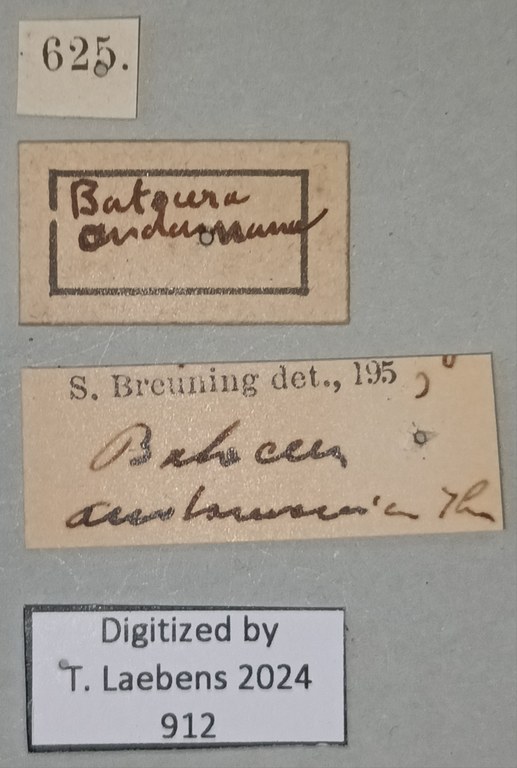 625.
Batocera
andamana
S. Breuning det., 195
Batocera
andamanica Th
Digitized by
T. Laebens 2024
912